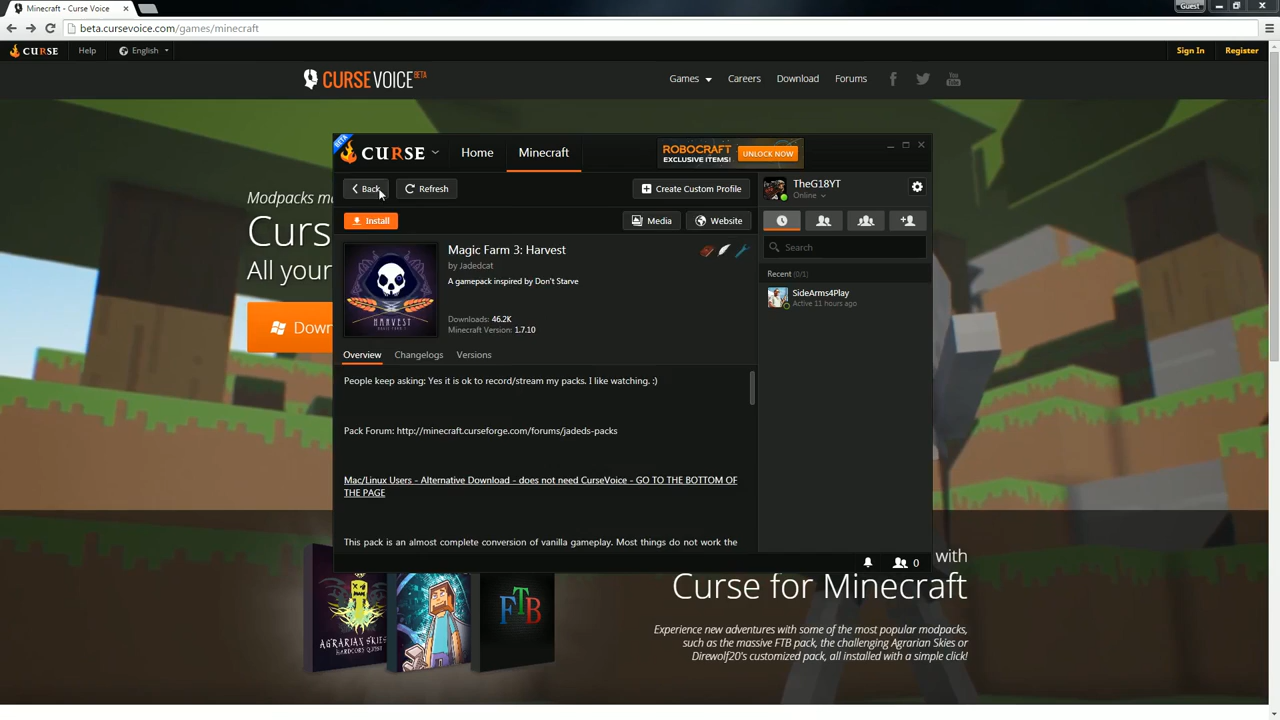 Minecraft - Curse Voice
Guest
beta.cursevoice.com/games/minecraft
CURSE
Help
English
Sign In
Register
CURSEVOICE BETA
Games
Careers
Download
Forums
Modpacks ma
Curs
All your
Down
BETA
CURSE
Home
Minecraft
ROBOCRAFT
EXCLUSIVE ITEMS!
UNLOCK NOW
Back
Refresh
Create Custom Profile
TheG18YT
Online
Install
Media
Website
Search
Magic Farm 3: Harvest
by Jadedcat
A gamepack inspired by Don't Starve
Downloads: 46.2K
Minecraft Version: 1.7.10
HARVEST
MAGIC FARM 3
Recent (0/1)
SideArms4Play
Active 11 hours ago
Overview
Changelogs
Versions
People keep asking: Yes it is ok to record/stream my packs. I like watching. :)
Pack Forum: http://minecraft.curseforge.com/forums/jadeds-packs
Mac/Linux Users - Alternative Download - does not need CurseVoice - GO TO THE BOTTOM OF
THE PAGE
This pack is an almost complete conversion of vanilla gameplay. Most things do not work the
0
with
Curse for Minecraft
Experience new adventures with some of the most popular modpacks,
such as the massive FTB pack, the challenging Agrarian Skies or
Direwolf20's customized pack, all installed with a simple click!
AGRARIAN SKIES
HARDCORE QUEST
FTB